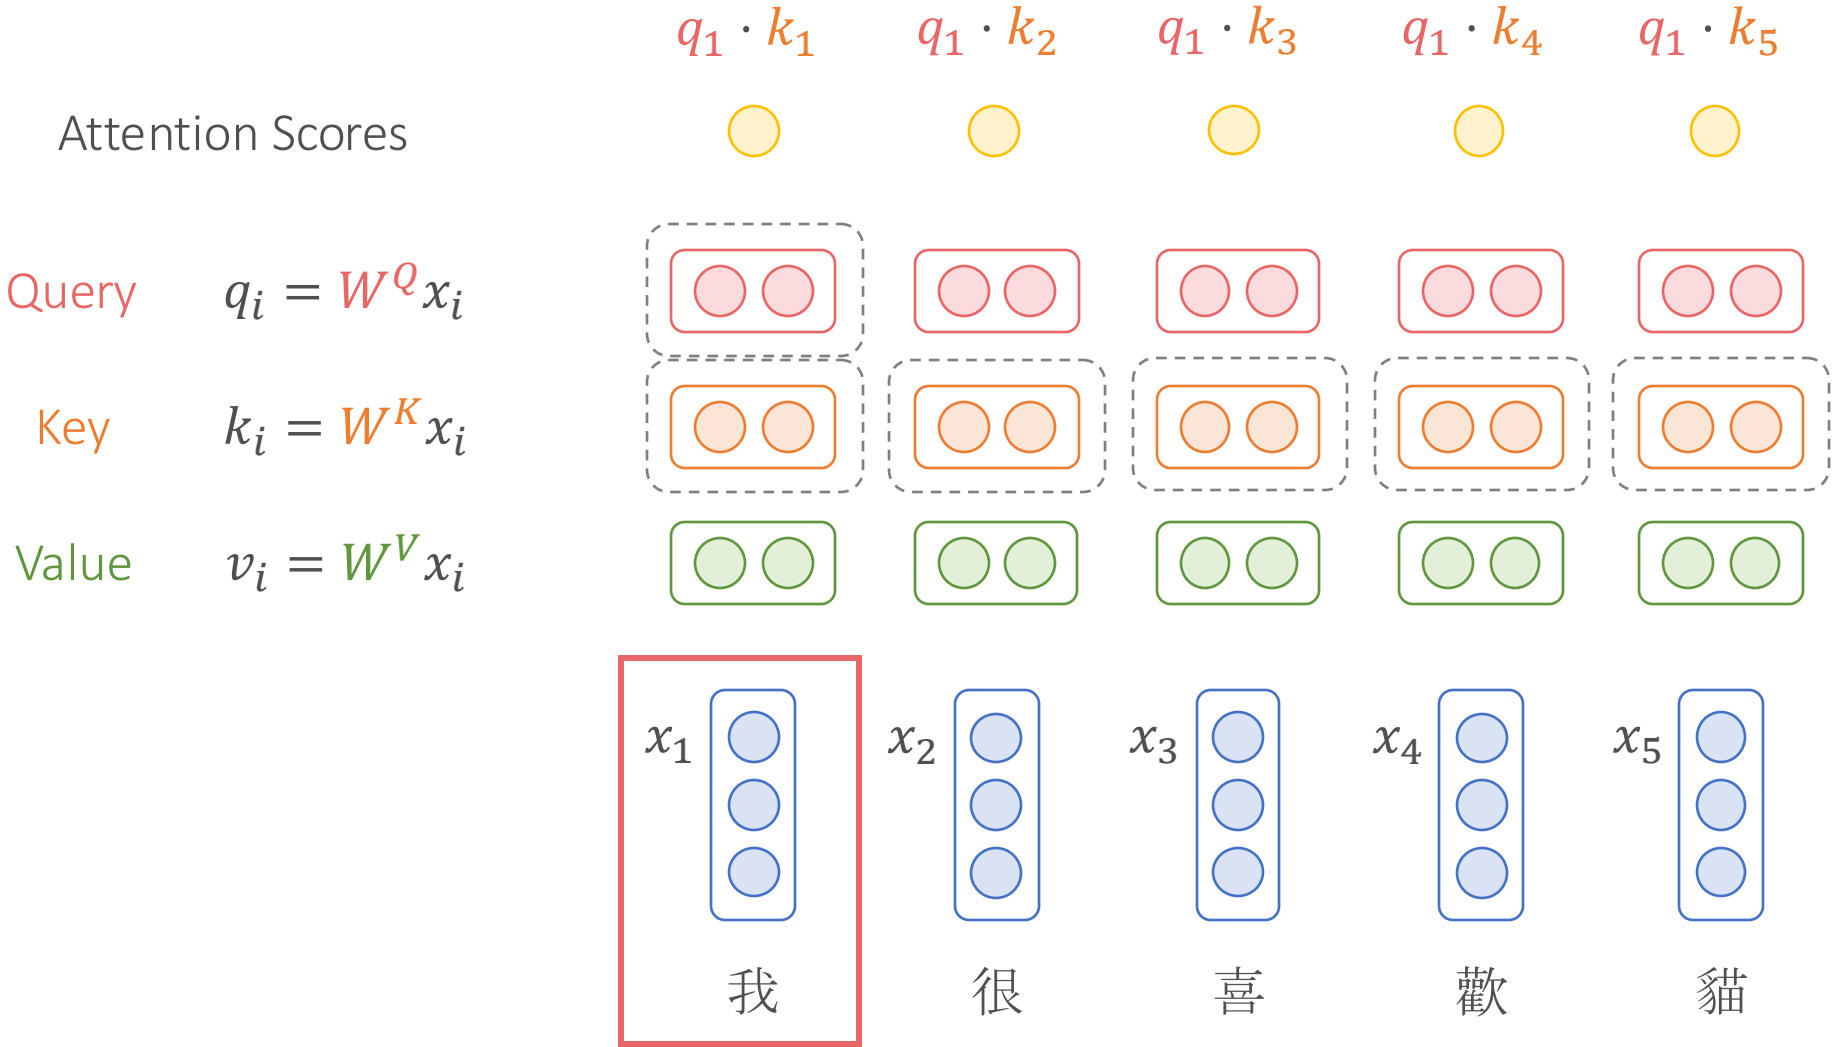 q₁ · k₁ q₁ · k₂ q₁ · k₃ q₁ · k₄ q₁ · k₅
Attention Scores
Query qᵢ = W^Q xᵢ
Key kᵢ = W^K xᵢ
Value vᵢ = W^V xᵢ
x₁ x₂ x₃ x₄ x₅
我 很 喜 歡 貓